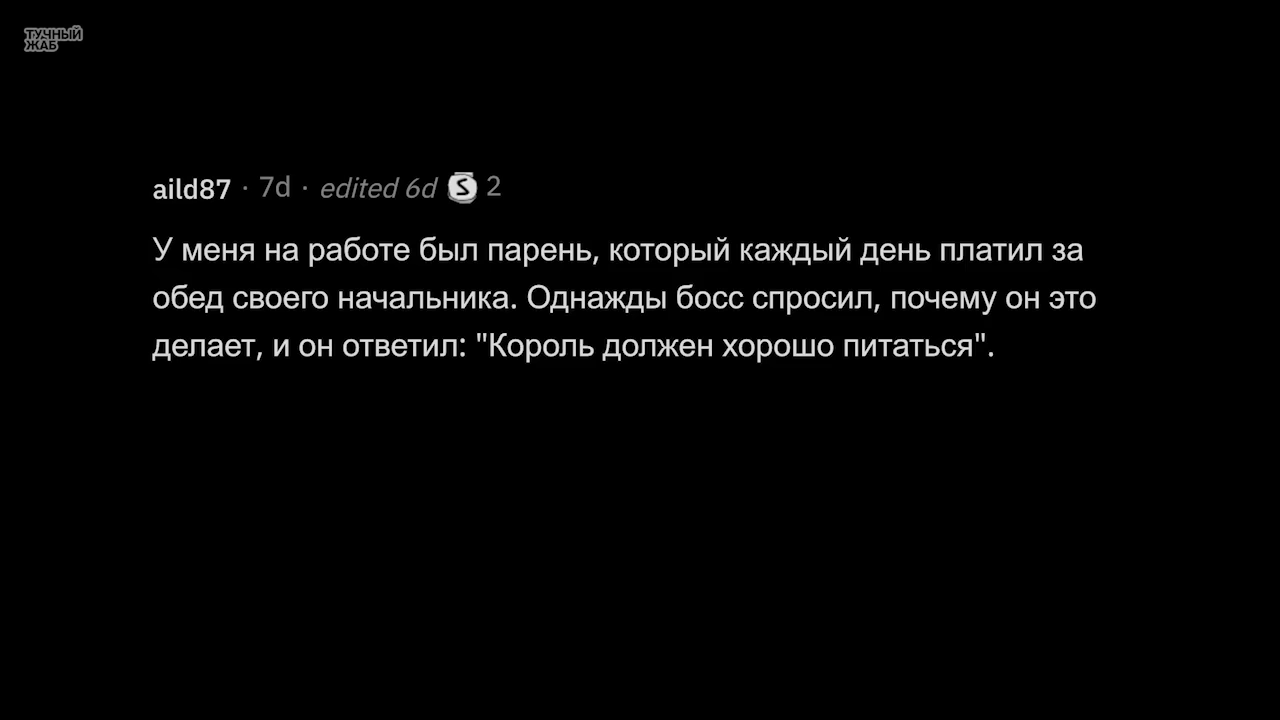 ТУЧНЫЙ
ЖАБ
aild87 · 7d · edited 6d S 2
У меня на работе был парень, который каждый день платил за
обед своего начальника. Однажды босс спросил, почему он это
делает, и он ответил: "Король должен хорошо питаться".